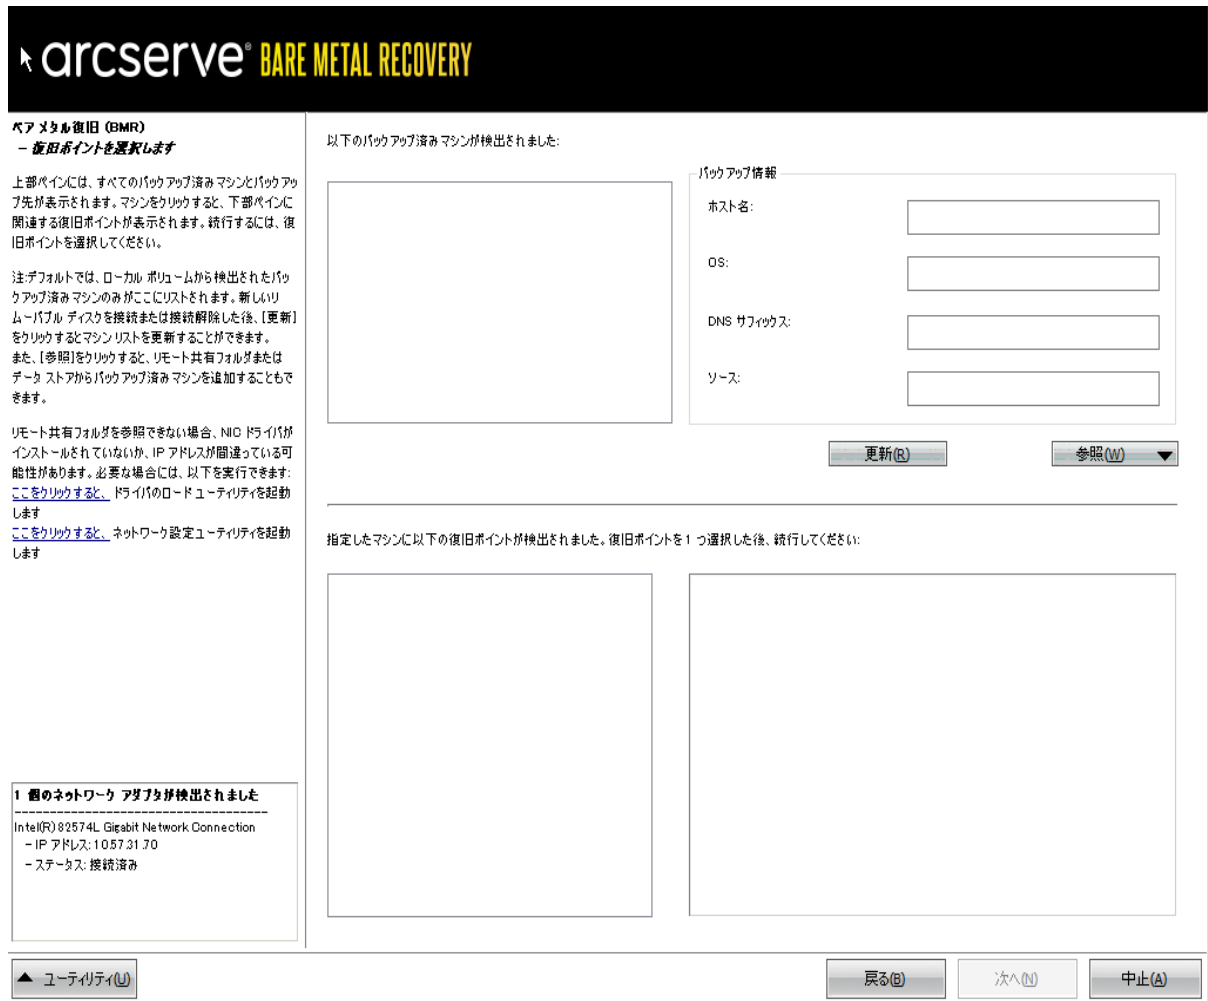 arcserve® BARE METAL RECOVERY
ベア メタル復旧 (BMR)
- 復旧ポイントを選択します
上部ペインには、すべてのバックアップ済みマシンとバックアッ
プ先が表示されます。マシンをクリックすると、下部ペインに
関連する復旧ポイントが表示されます。続行するには、復
旧ポイントを選択してください。
注:デフォルトでは、ローカル ボリュームから検出されたバッ
クアップ済みマシンのみがここにリストされます。新しいリ
ムーバブル ディスクを接続または接続解除した後、[更新]
をクリックするとマシン リストを更新することができます。
また、[参照]をクリックすると、リモート共有フォルダまたは
データ ストアからバックアップ済みマシンを追加することもで
きます。
リモート共有フォルダを参照できない場合、NIC ドライバが
インストールされていないか、IP アドレスが間違っている可
能性があります。必要な場合には、以下を実行できます:
ここをクリックすると、ドライバのロード ユーティリティを起動
します
ここをクリックすると、ネットワーク設定ユーティリティを起動
します
1 個のネットワーク アダプタが検出されました
------------------------------------
Intel(R) 82574L Gigabit Network Connection
- IP アドレス: 10.57.31.70
- ステータス: 接続済み
以下のバックアップ済みマシンが検出されました:
バックアップ情報
ホスト名:
OS:
DNS サフィックス:
ソース:
更新(R)
参照(W)
指定したマシンに以下の復旧ポイントが検出されました。復旧ポイントを1 つ選択した後、続行してください:
ユーティリティ(U)
戻る(B)
次へ(N)
中止(A)